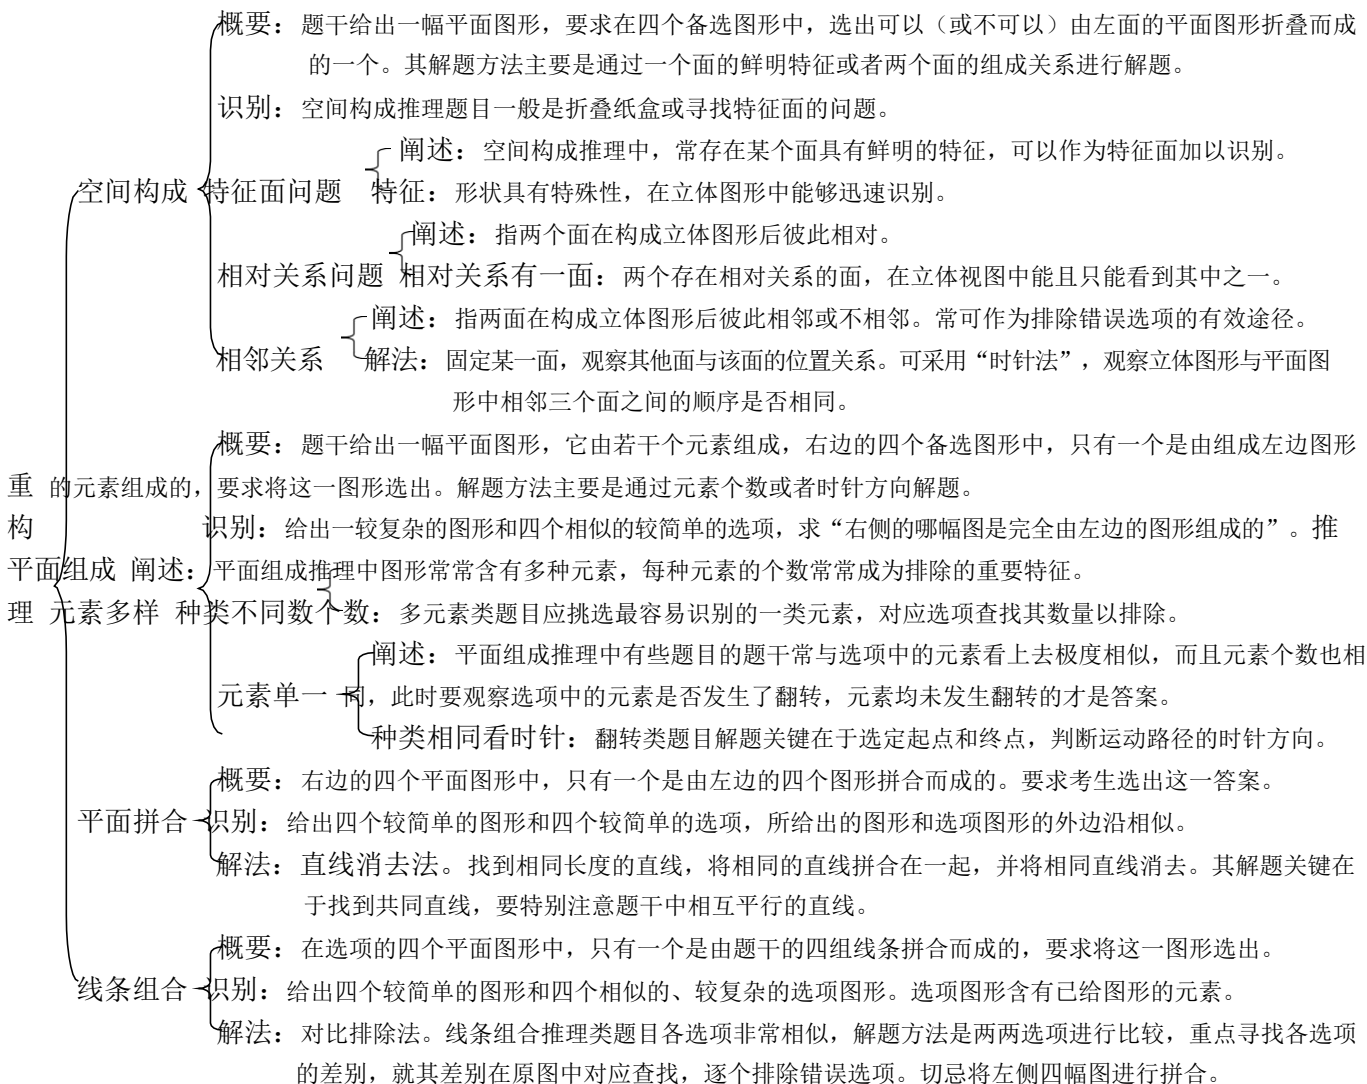 概要：题干给出一幅平面图形，要求在四个备选图形中，选出可以（或不可以）由左面的平面图形折叠而成
的一个。其解题方法主要是通过一个面的鲜明特征或者两个面的组成关系进行解题。
识别：空间构成推理题目一般是折叠纸盒或寻找特征面的问题。
阐述：空间构成推理中，常存在某个面具有鲜明的特征，可以作为特征面加以识别。
空间构成 特征面问题 特征：形状具有特殊性，在立体图形中能够迅速识别。
阐述：指两个面在构成立体图形后彼此相对。
相对关系问题 相对关系有一面：两个存在相对关系的面，在立体视图中能且只能看到其中之一。
阐述：指两面在构成立体图形后彼此相邻或不相邻。常可作为排除错误选项的有效途径。
相邻关系 解法：固定某一面，观察其他面与该面的位置关系。可采用“时针法”，观察立体图形与平面图
形中相邻三个面之间的顺序是否相同。
概要：题干给出一幅平面图形，它由若干个元素组成，右边的四个备选图形中，只有一个是由组成左边图形
重 的元素组成的，要求将这一图形选出。解题方法主要是通过元素个数或者时针方向解题。
构 识别：给出一较复杂的图形和四个相似的较简单的选项，求“右侧的哪幅图是完全由左边的图形组成的”。推
平面组成 阐述：平面组成推理中图形常常含有多种元素，每种元素的个数常常成为排除的重要特征。
理 元素多样 种类不同数个数：多元素类题目应挑选最容易识别的一类元素，对应选项查找其数量以排除。
阐述：平面组成推理中有些题目的题干常与选项中的元素看上去极度相似，而且元素个数也相
元素单一 同，此时要观察选项中的元素是否发生了翻转，元素均未发生翻转的才是答案。
种类相同看时针：翻转类题目解题关键在于选定起点和终点，判断运动路径的时针方向。
概要：右边的四个平面图形中，只有一个是由左边的四个图形拼合而成的。要求考生选出这一答案。
平面拼合 识别：给出四个较简单的图形和四个较简单的选项，所给出的图形和选项图形的外边沿相似。
解法：直线消去法。找到相同长度的直线，将相同的直线拼合在一起，并将相同直线消去。其解题关键在
于找到共同直线，要特别注意题干中相互平行的直线。
概要：在选项的四个平面图形中，只有一个是由题干的四组线条拼合而成的，要求将这一图形选出。
线条组合 识别：给出四个较简单的图形和四个相似的、较复杂的选项图形。选项图形含有已给图形的元素。
解法：对比排除法。线条组合推理类题目各选项非常相似，解题方法是两两选项进行比较，重点寻找各选项
的差别，就其差别在原图中对应查找，逐个排除错误选项。切忌将左侧四幅图进行拼合。